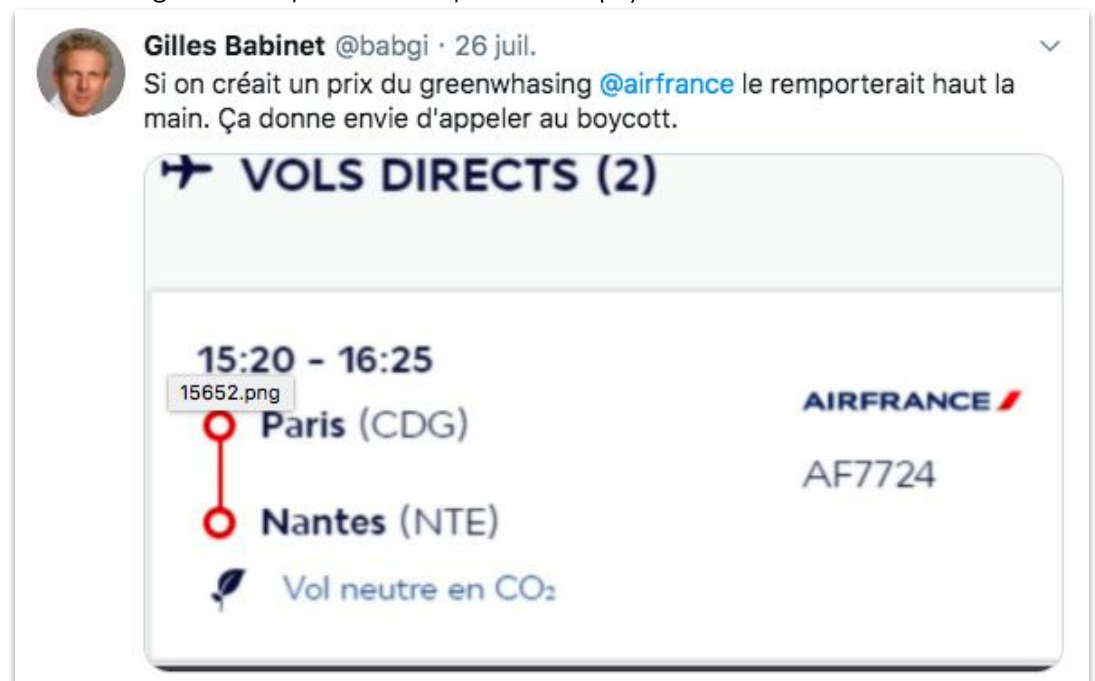 Gilles Babinet @babgi · 26 juil.
Si on créait un prix du greenwhasing @airfrance le remporterait haut la
main. Ça donne envie d'appeler au boycott.
VOLS DIRECTS (2)
15:20 - 16:25
15652.png
Paris (CDG)
AIRFRANCE
AF7724
Nantes (NTE)
Vol neutre en CO₂